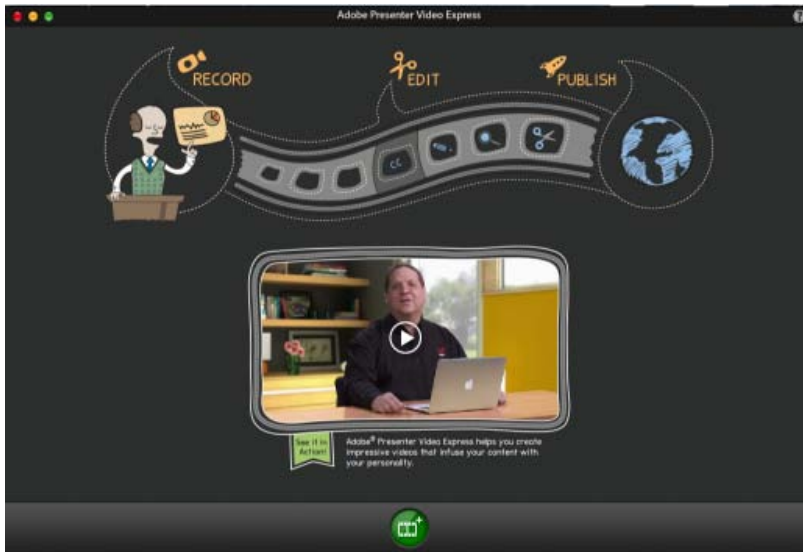 Adobe Presenter Video Express
?
RECORD
EDIT
PUBLISH
CC
See it in
Action!
Adobe® Presenter Video Express helps you create
impressive videos that infuse your content with
your personality.